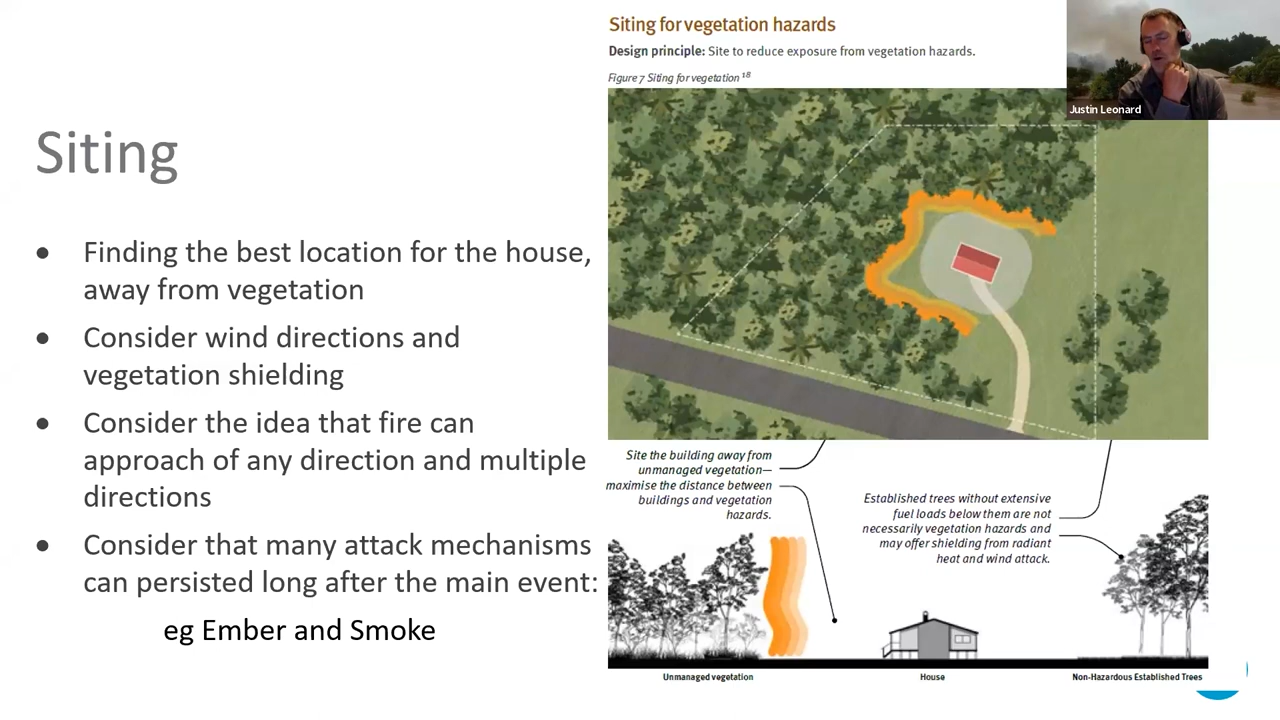 Siting
• Finding the best location for the house,
away from vegetation
• Consider wind directions and
vegetation shielding
• Consider the idea that fire can
approach of any direction and multiple
directions
• Consider that many attack mechanisms
can persisted long after the main event:
eg Ember and Smoke
Siting for vegetation hazards
Design principle: Site to reduce exposure from vegetation hazards.
Figure 7 Siting for vegetation 18
Justin Leonard
Site the building away from
unmanaged vegetation—
maximise the distance between
buildings and vegetation
hazards.
Established trees without extensive
fuel loads below them are not
necessarily vegetation hazards and
may offer shielding from radiant
heat and wind attack.
Unmanaged vegetation
House
Non-Hazardous Established Trees